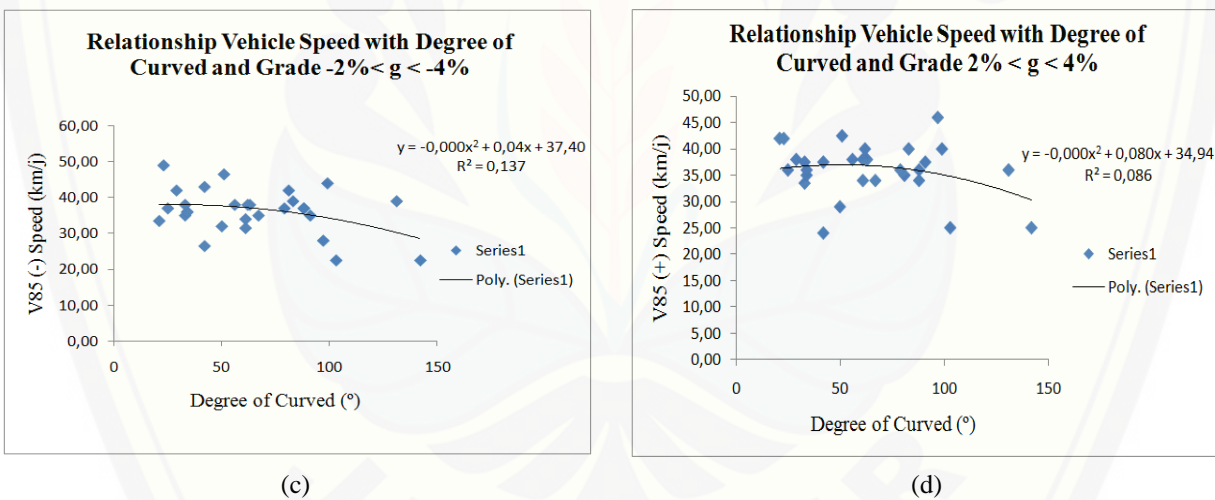 Relationship Vehicle Speed with Degree of
Curved and Grade -2%< g < -4%
60,00
50,00
40,00
30,00
20,00
10,00
0,00
V85 (-) Speed (km/j)
y = -0,000x² + 0,04x + 37,40
R² = 0,137
Series1
Poly. (Series1)
0
50
100
150
Degree of Curved (º)
(c)
Relationship Vehicle Speed with Degree of
Curved and Grade 2% < g < 4%
50,00
45,00
40,00
35,00
30,00
25,00
20,00
15,00
10,00
5,00
0,00
V85 (+) Speed (km/j)
y = -0,000x² + 0,080x + 34,94
R² = 0,086
Series1
Poly. (Series1)
0
50
100
150
Degree of Curved (º)
(d)